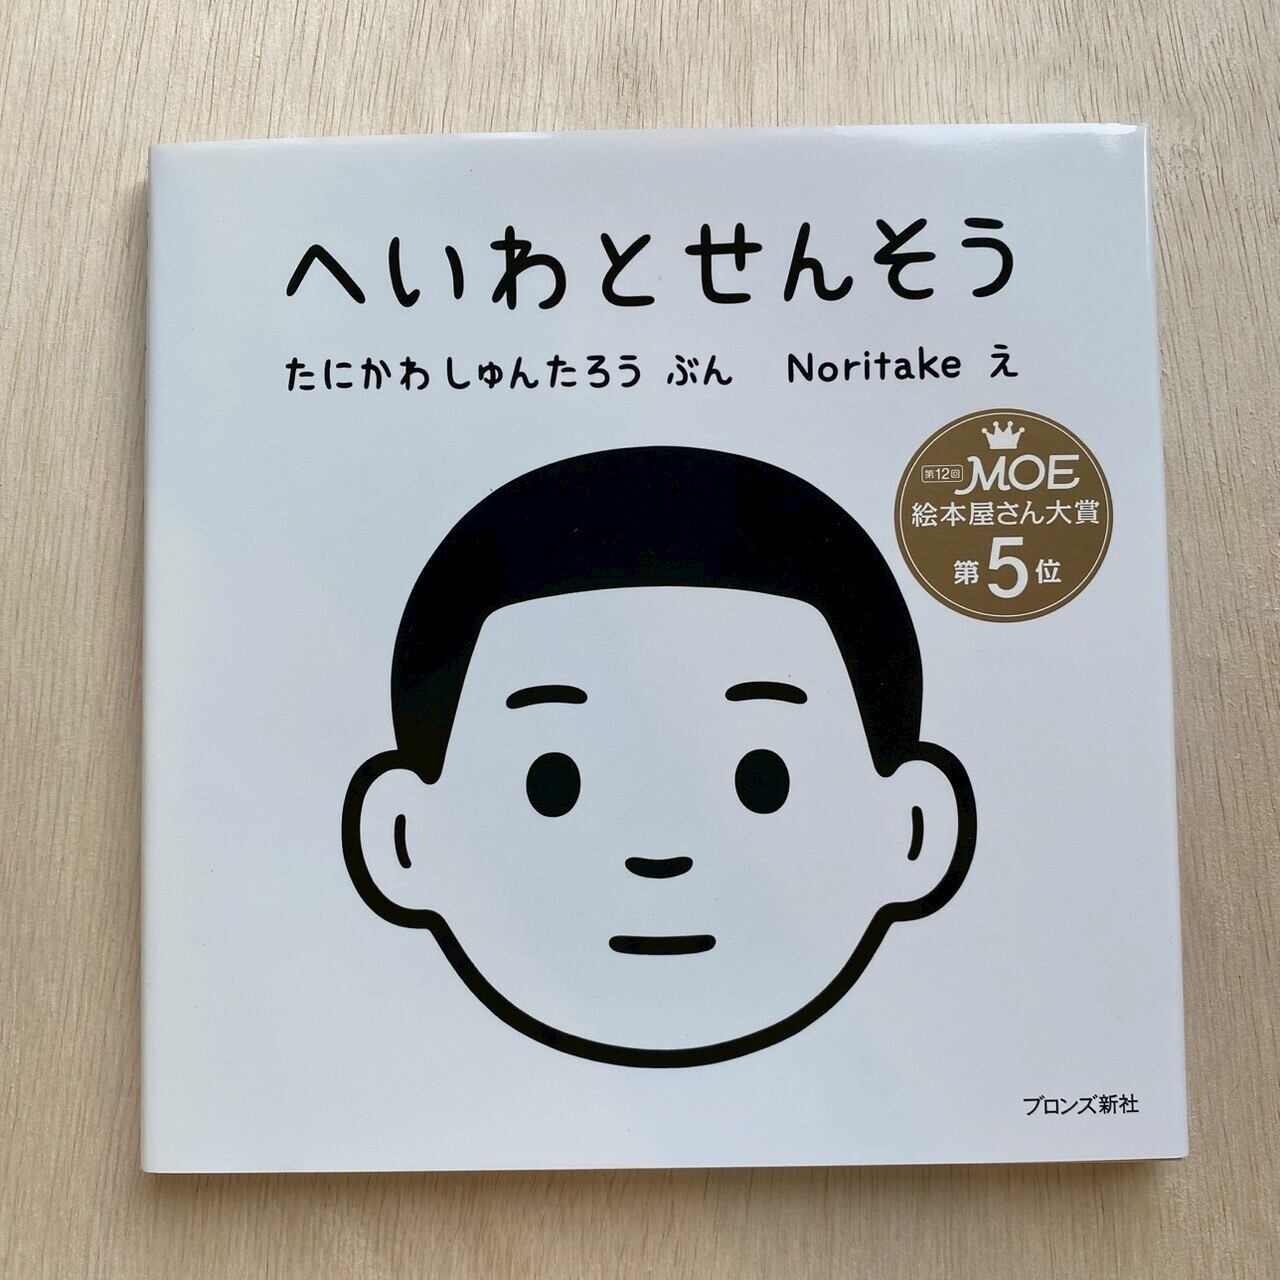 へいわとせんそう
たにかわ しゅんたろう ぶん　Noritake え
第12回 MOE
絵本屋さん大賞
第5位
ブロンズ新社